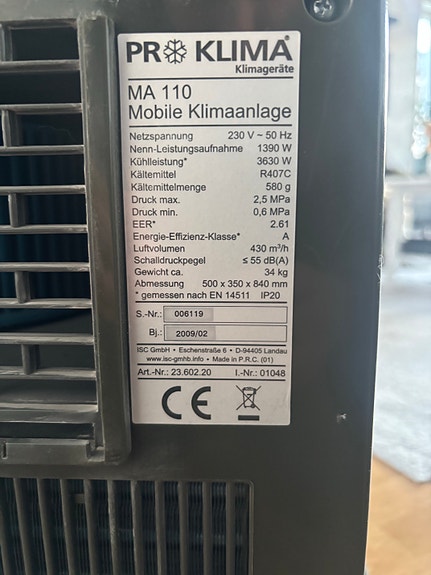 PRO KLIMA®
Klimageräte
MA 110
Mobile Klimaanlage
Netzspannung 230 V ~ 50 Hz
Nenn-Leistungsaufnahme 1390 W
Kühlleistung* 3630 W
Kältemittel R407C
Kältemittelmenge 580 g
Druck max. 2,5 MPa
Druck min. 0,6 MPa
EER* 2.61
Energie-Effizienz-Klasse* A
Luftvolumen 430 m³/h
Schalldruckpegel ≤ 55 dB(A)
Gewicht ca. 34 kg
Abmessung 500 x 350 x 840 mm
* gemessen nach EN 14511 IP20
S.-Nr.: 006119
Bj.: 2009/02
ISC GmbH • Eschenstraße 6 • D-94405 Landau
www.isc-gmhb.info • Made in P.R.C. (01)
Art.-Nr.: 23.602.20 I.-Nr.: 01048
CE